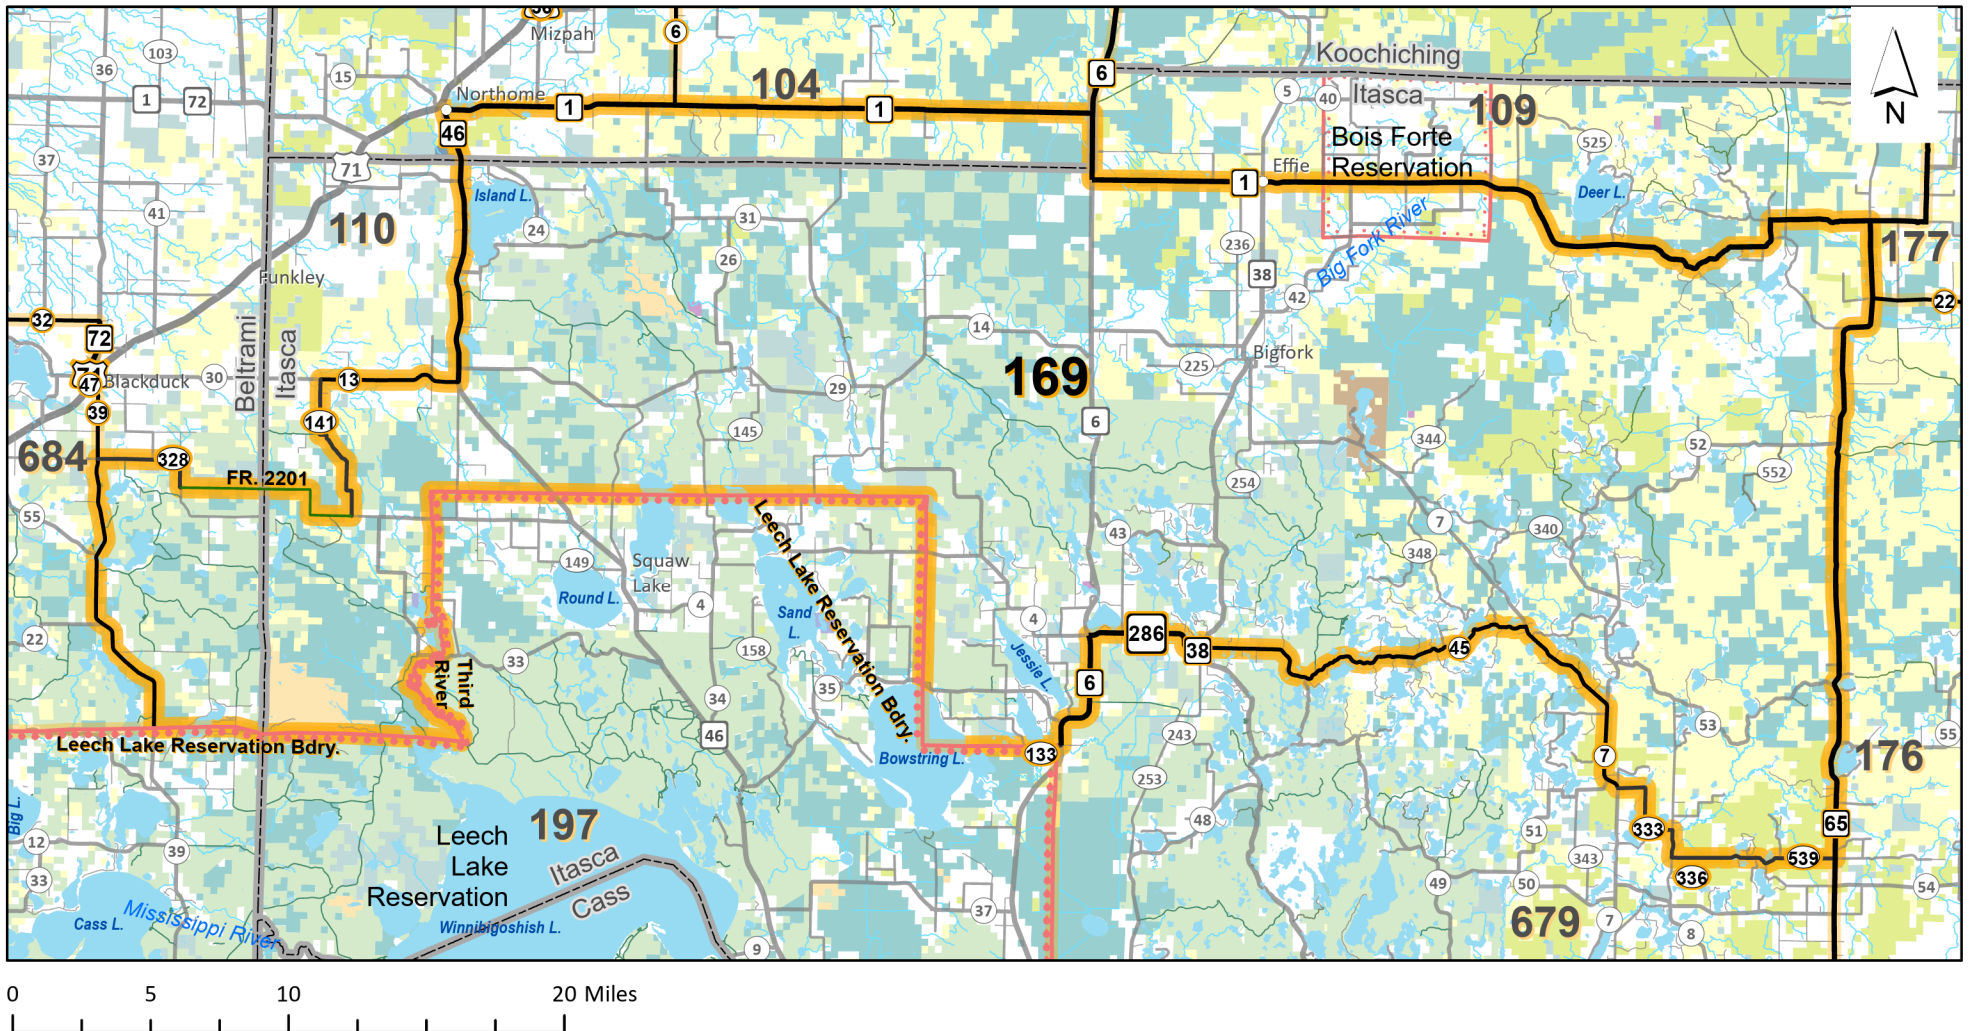 38
Mizpah
6
103
36
15
104
Koochiching
6
Northome
1
72
1
1
5
40
Itasca
109
N
46
Bois Forte
Reservation
525
37
71
Effie
1
Island L.
Deer L.
41
110
24
31
236
Big Fork River
177
26
38
Funkley
42
22
32
72
Beltrami
Itasca
14
Bigfork
71
47
Blackduck
30
13
29
169
225
39
141
145
6
344
52
684
328
FR. 2201
254
552
55
43
7
340
149
Squaw
Lake
348
Round L.
4
Sand
L.
Leech Lake Reservation Bdry.
4
22
286
38
158
Jessie L.
45
33
Third
River
35
6
34
53
46
243
55
Leech Lake Reservation Bdry.
133
Bowstring L.
7
176
253
Big L.
197
48
333
65
12
39
Leech
Lake
Reservation
51
343
539
336
33
Itasca
Cass
49
50
54
Cass L.
Mississippi River
Winnibigoshish L.
37
679
7
8
9
0
5
10
20 Miles